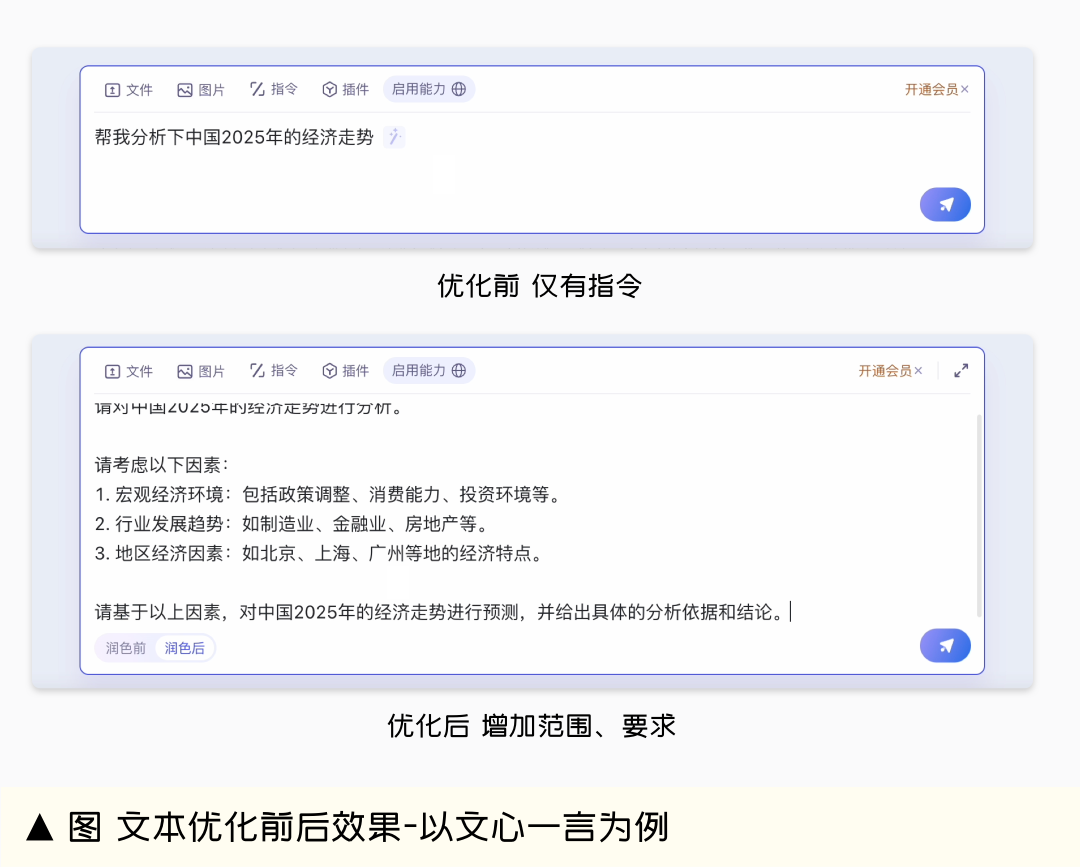 文件 图片 指令 插件 启用能力 开通会员×
帮我分析下中国2025年的经济走势
优化前 仅有指令
文件 图片 指令 插件 启用能力 开通会员×
请对中国2025年的经济走势进行分析。
请考虑以下因素：
1. 宏观经济环境：包括政策调整、消费能力、投资环境等。
2. 行业发展趋势：如制造业、金融业、房地产等。
3. 地区经济因素：如北京、上海、广州等地的经济特点。
请基于以上因素，对中国2025年的经济走势进行预测，并给出具体的分析依据和结论。
润色前 润色后
优化后 增加范围、要求
▲ 图 文本优化前后效果-以文心一言为例